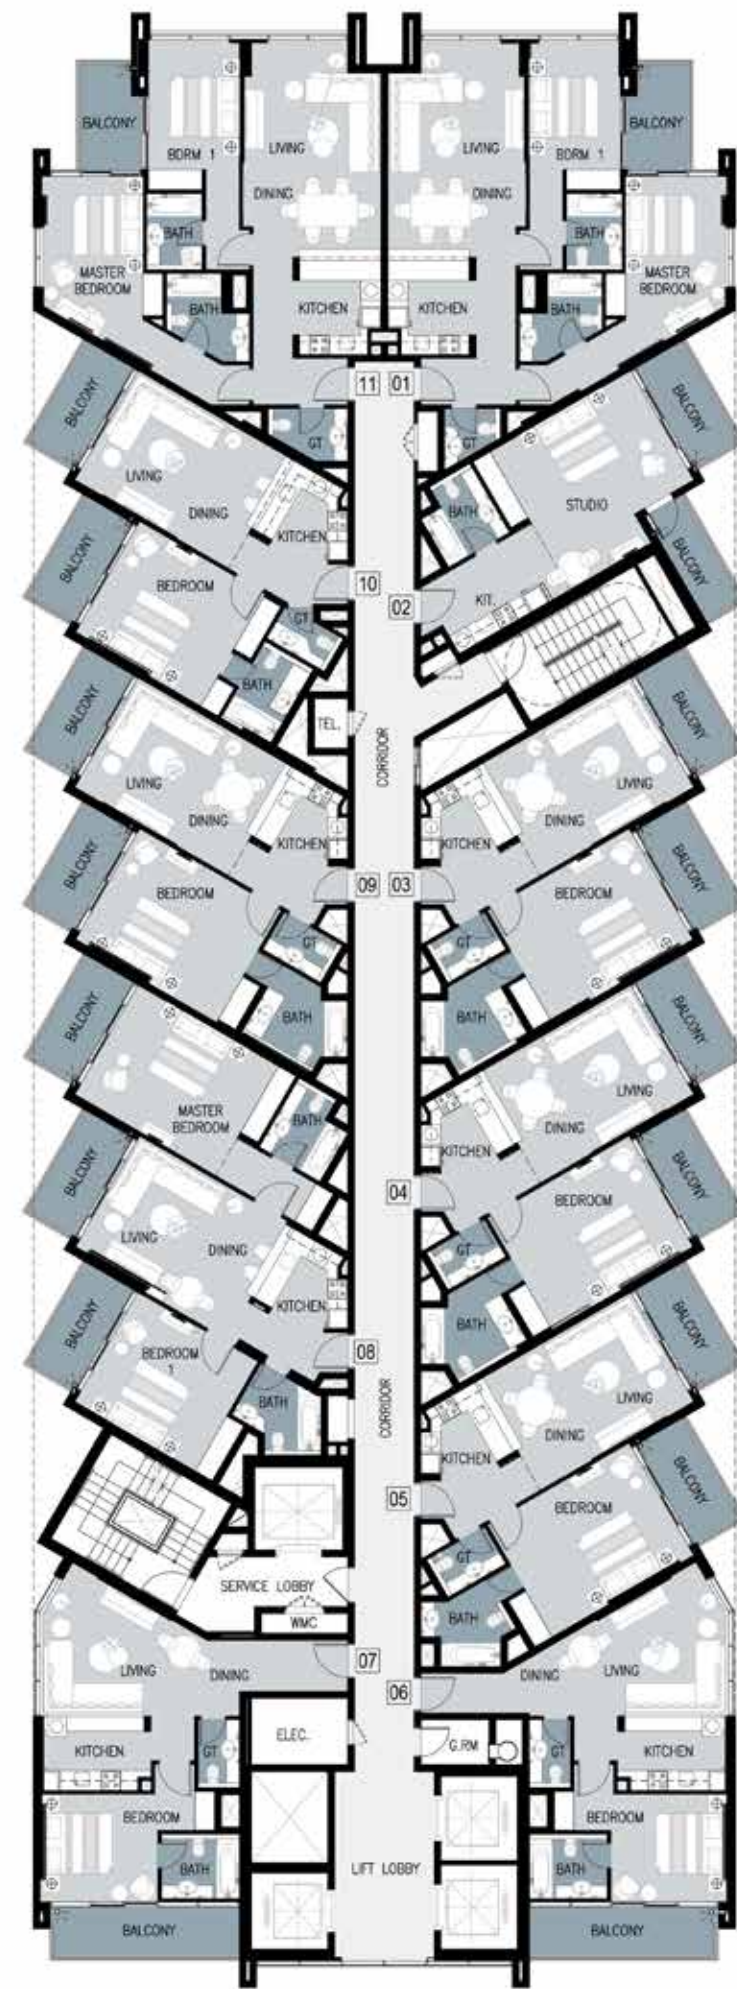 BALCONY
BDRM 1
LIVING
LIVING
BDRM 1
BALCONY
DINING
DINING
BATH
BATH
MASTER
BEDROOM
MASTER
BEDROOM
BATH
KITCHEN
KITCHEN
BATH
11
01
BALCONY
GT
GT
BALCONY
LIVING
DINING
BATH
STUDIO
KITCHEN
BALCONY
BALCONY
BEDROOM
10
02
KIT.
GT
BATH
BALCONY
TEL.
CORRIDOR
BALCONY
LIVING
LIVING
DINING
DINING
KITCHEN
KITCHEN
BALCONY
BEDROOM
09
03
BEDROOM
BALCONY
GT
GT
BALCONY
BATH
BATH
BALCONY
MASTER
BEDROOM
BATH
LIVING
DINING
KITCHEN
BALCONY
04
BEDROOM
BALCONY
LIVING
DINING
GT
KITCHEN
BALCONY
BATH
BALCONY
BEDROOM
1
08
BATH
CORRIDOR
LIVING
DINING
KITCHEN
05
BEDROOM
BALCONY
GT
SERVICE LOBBY
WMC
BATH
LIVING
DINING
07
DINING
LIVING
06
ELEC.
G.RM
KITCHEN
GT
GT
KITCHEN
BEDROOM
BEDROOM
BATH
LIFT LOBBY
BATH
BALCONY
BALCONY